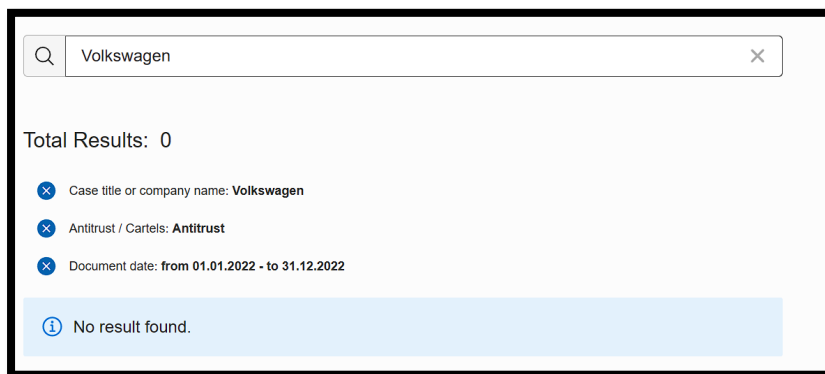 Volkswagen
Total Results: 0
Case title or company name: Volkswagen
Antitrust / Cartels: Antitrust
Document date: from 01.01.2022 - to 31.12.2022
No result found.